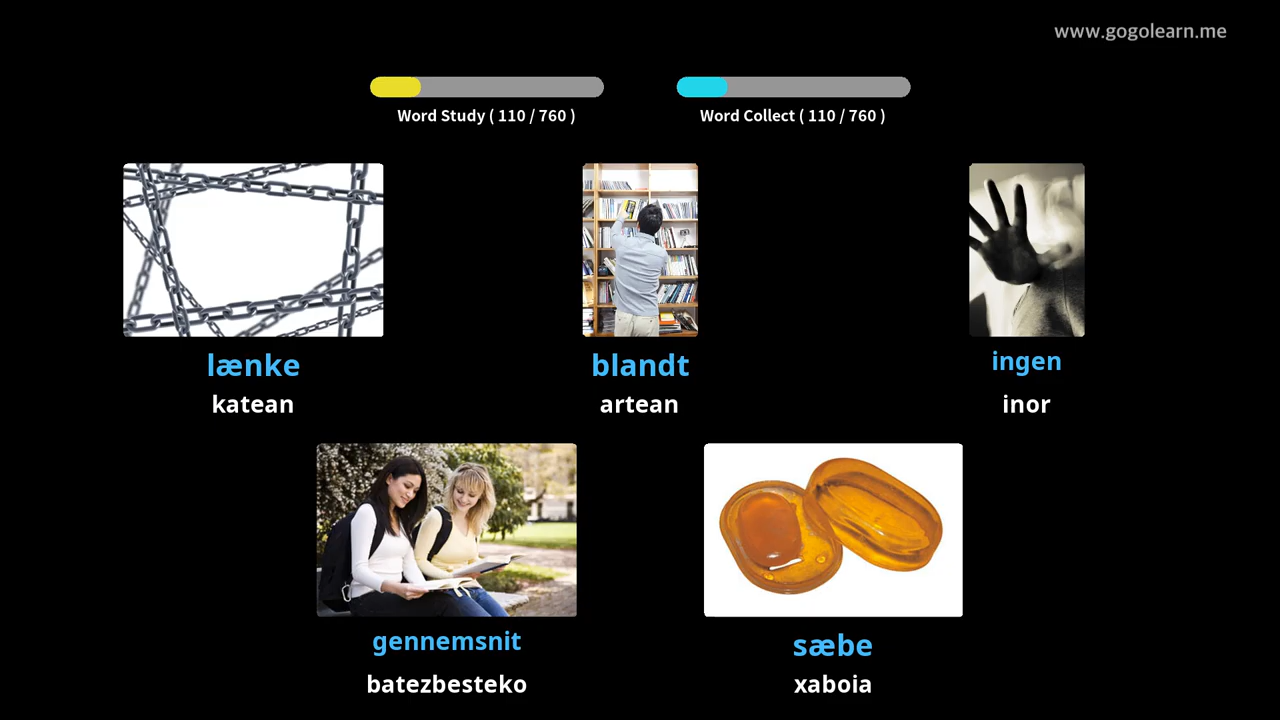 www.gogolearn.me
Word Study ( 110 / 760 )
Word Collect ( 110 / 760 )
lænke
katean
blandt
artean
ingen
inor
gennemsnit
batezbesteko
sæbe
xaboia